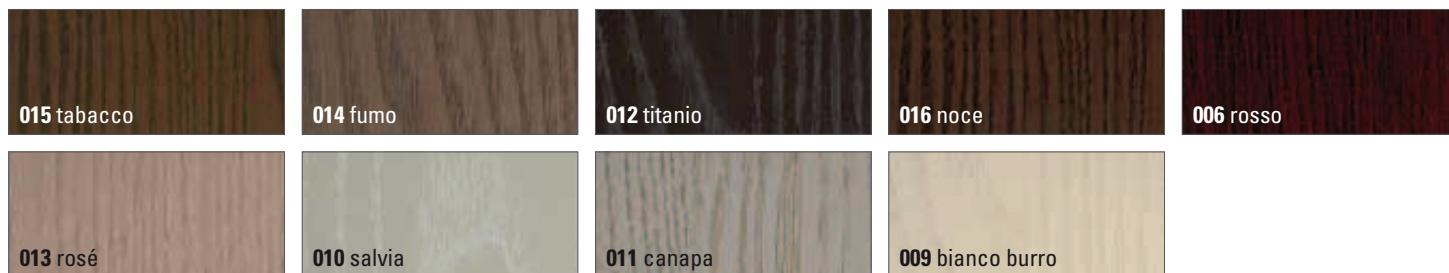 015 tabacco
014 fumo
012 titanio
016 noce
006 rosso
013 rosé
010 salvia
011 canapa
009 bianco burro